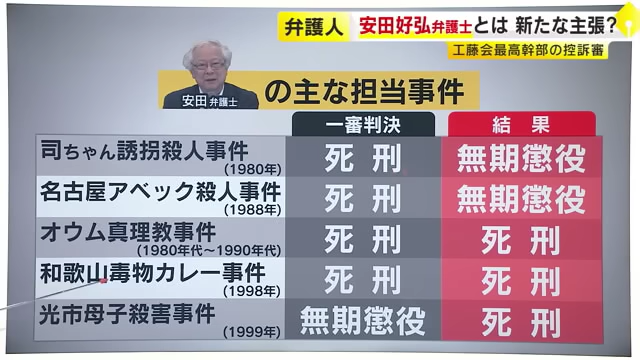 弁護人 安田好弘弁護士とは 新たな主張?
工藤会最高幹部の控訴審
安田 弁護士
の主な担当事件
一審判決 結果
司ちゃん誘拐殺人事件 死刑 無期懲役
(1980年)
名古屋アベック殺人事件 死刑 無期懲役
(1988年)
オウム真理教事件 死刑 死刑
(1980年代〜1990年代)
和歌山毒物カレー事件 死刑 死刑
(1998年)
光市母子殺害事件 無期懲役 死刑
(1999年)